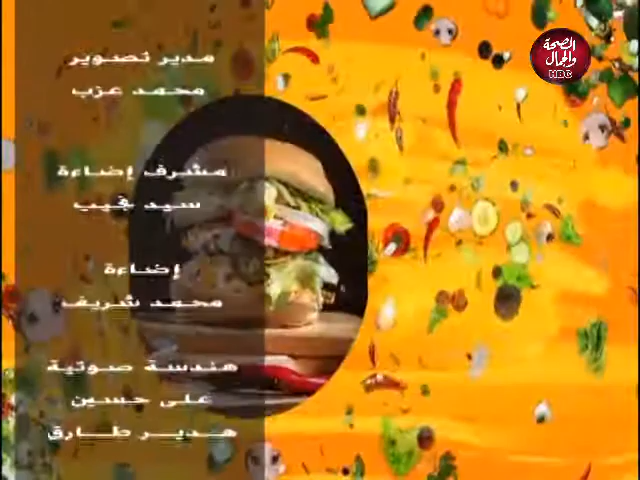 الصحة
والجمال
HBC
مدير تصوير
محمد عزب
مشرف إضاءة
سيد نجيب
إضاءة
محمد شريف
هندسة صوتية
على حسين
هدير طارق